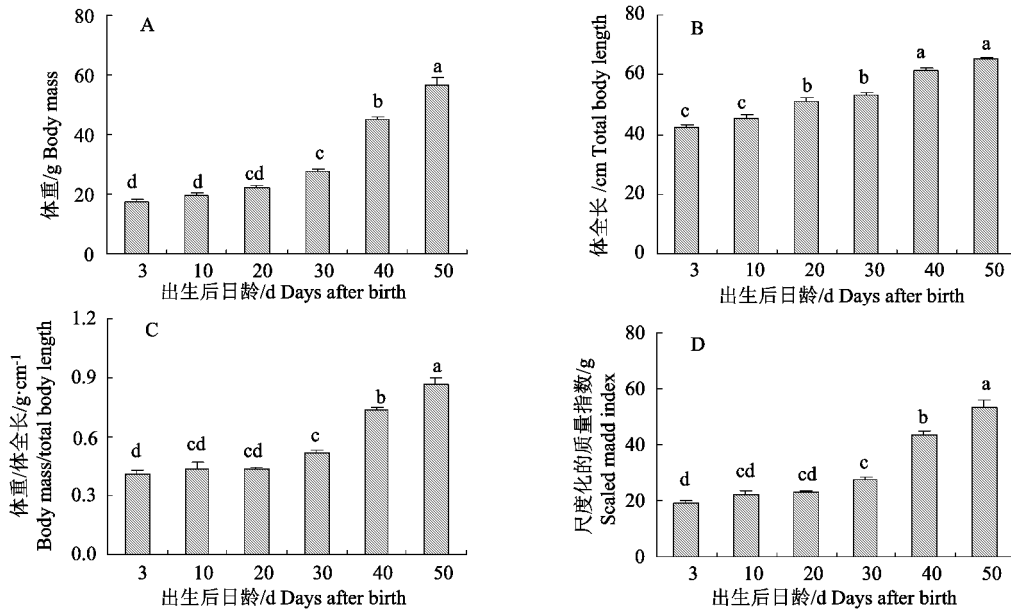 A
体重/g Body mass
80
60
40
20
0
d
d
cd
c
b
a
3 10 20 30 40 50
出生后日龄/d Days after birth
B
体全长 /cm Total body length
80
60
40
20
0
c
c
b
b
a
a
3 10 20 30 40 50
出生后日龄/d Days after birth
C
体重/体全长/g·cm⁻¹
Body mass/total body length
1.2
0.9
0.6
0.3
0.0
d
cd
cd
c
b
a
3 10 20 30 40 50
出生后日龄/d Days after birth
D
尺度化的质量指数/g
Scaled madd index
80
60
40
20
0
d
cd
cd
c
b
a
3 10 20 30 40 50
出生后日龄/d Days after birth